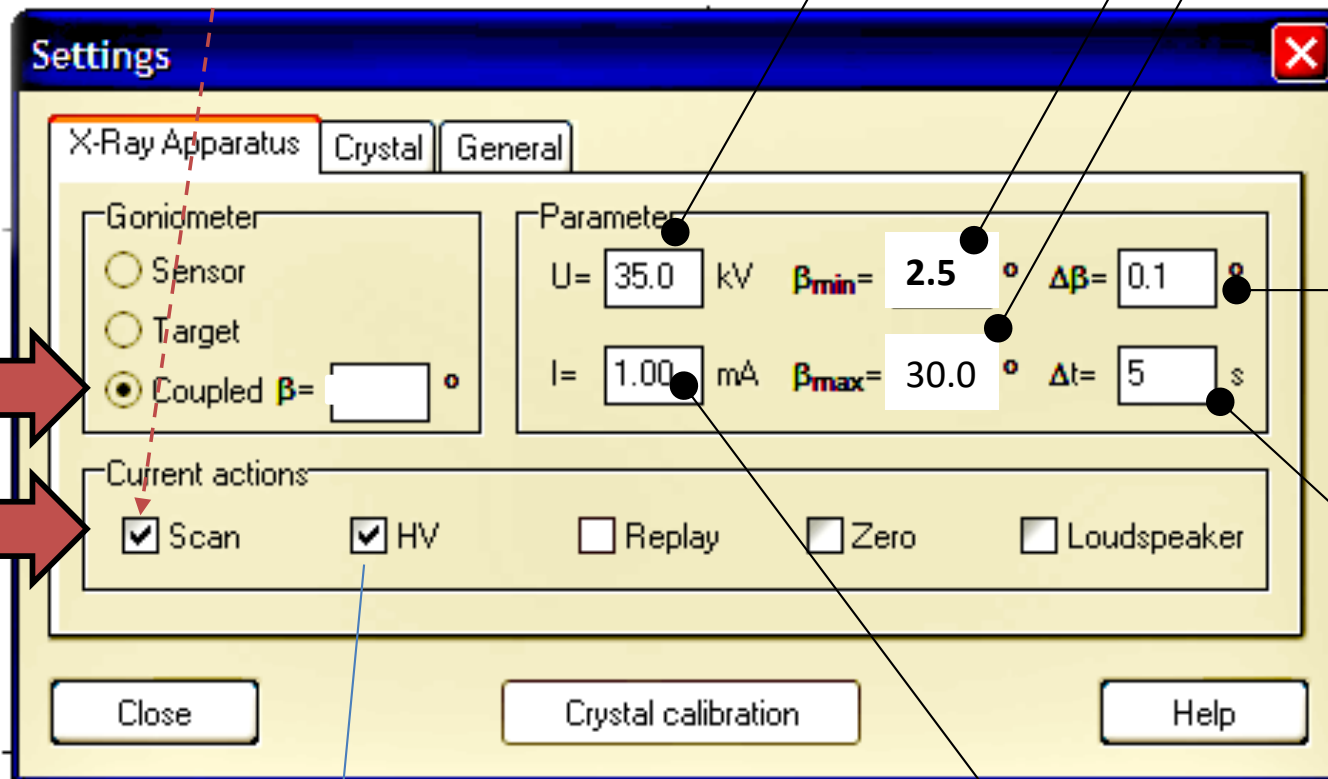 Settings
X-Ray Apparatus Crystal General
Goniometer
Sensor
Target
Coupled β= °
Parameter
U= 35.0 kV βmin= 2.5 ° Δβ= 0.1 °
I= 1.00 mA βmax= 30.0 ° Δt= 5 s
Current actions
Scan HV Replay Zero Loudspeaker
Close Crystal calibration Help